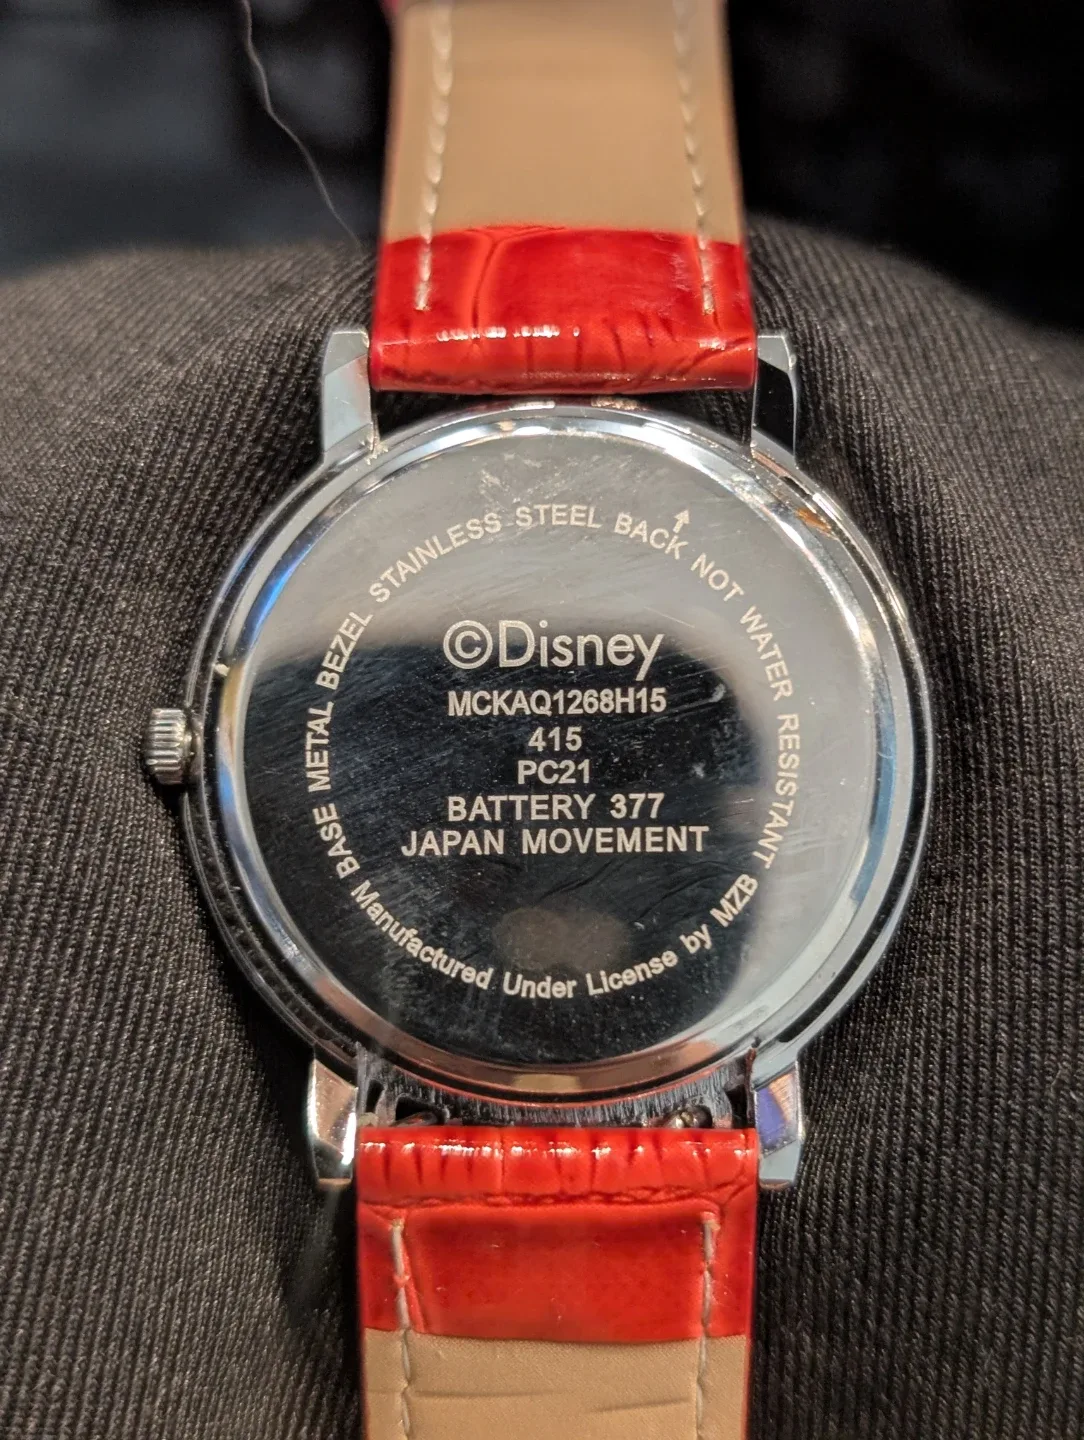 BASE METAL BEZEL STAINLESS STEEL BACK NOT WATER RESISTANT
©Disney
MCKAQ1268H15
415
PC21
BATTERY 377
JAPAN MOVEMENT
Manufactured Under License by MZB